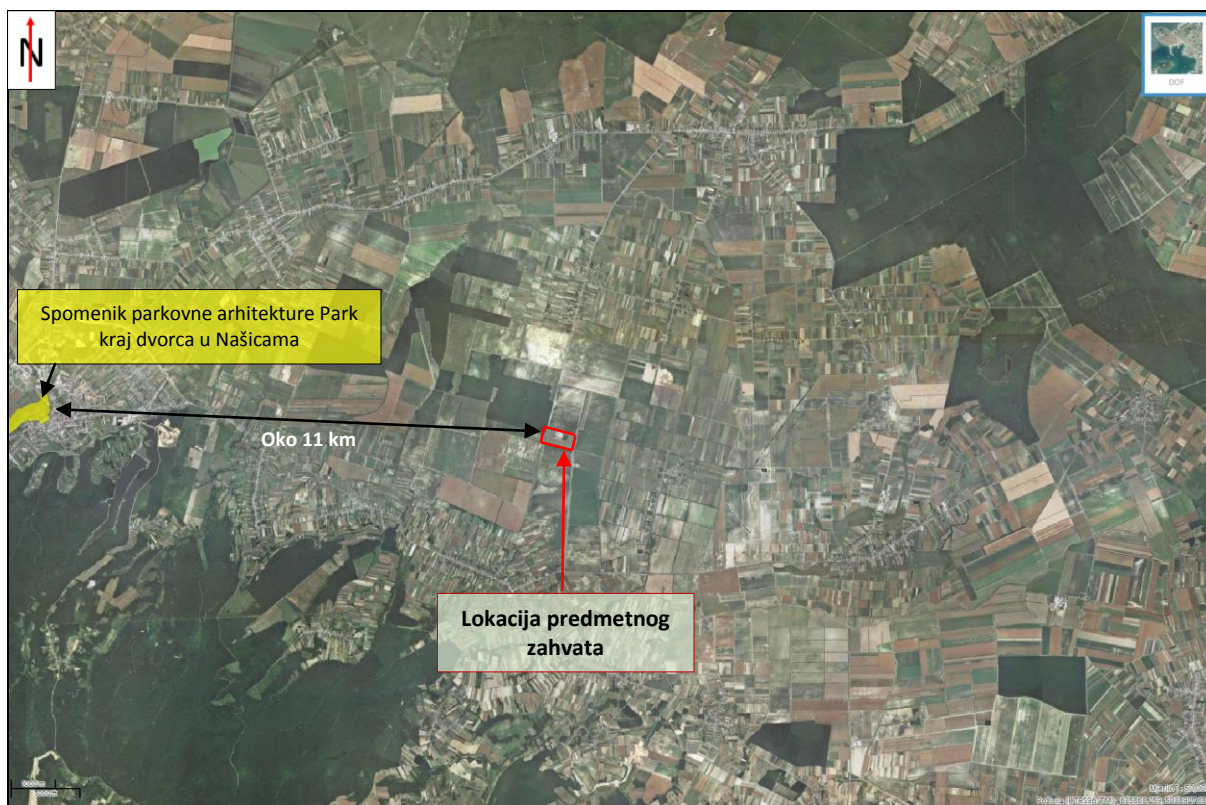 N
DOF
Spomenik parkovne arhitekture Park
kraj dvorca u Našicama
Oko 11 km
Lokacija predmetnog
zahvata